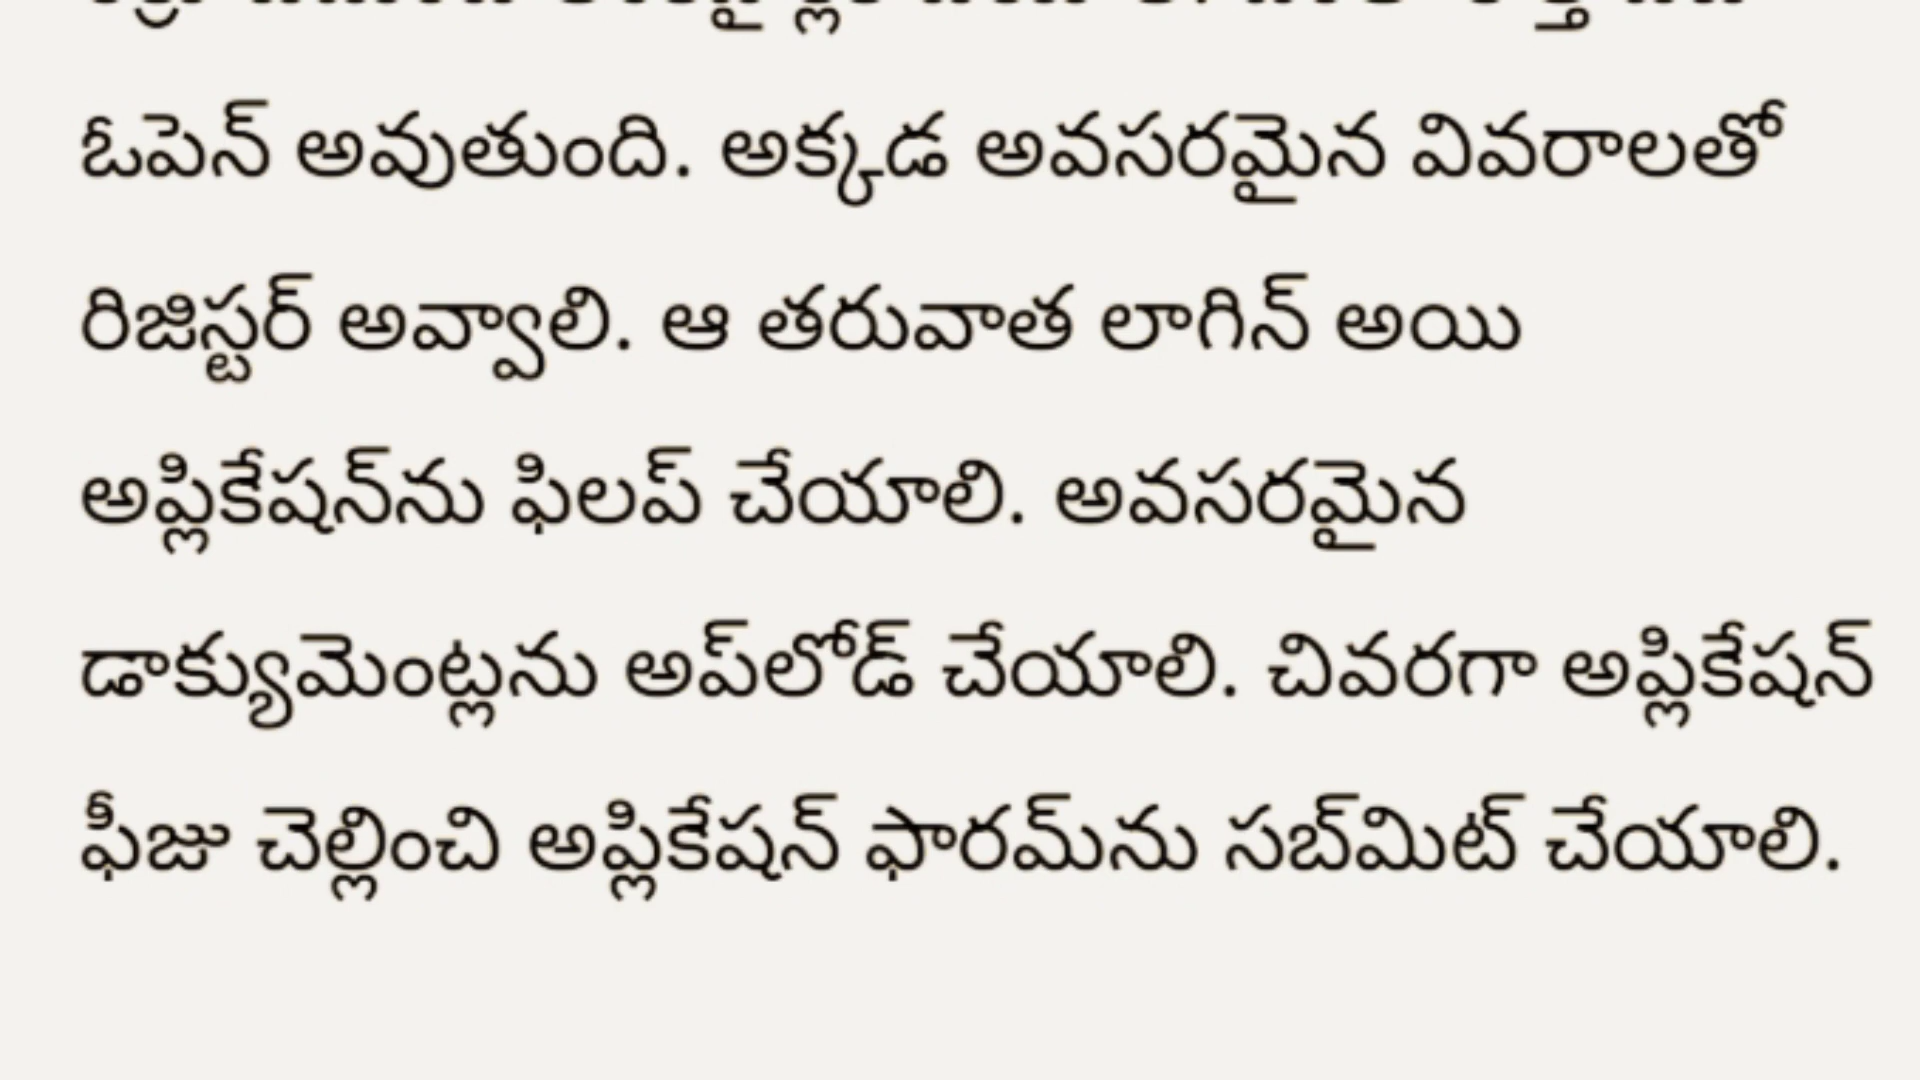 ఓపెన్ అవుతుంది. అక్కడ అవసరమైన వివరాలతో
రిజిస్టర్ అవ్వాలి. ఆ తరువాత లాగిన్ అయి
అప్లికేషన్‌ను ఫిలప్ చేయాలి. అవసరమైన
డాక్యుమెంట్లను అప్‌లోడ్ చేయాలి. చివరగా అప్లికేషన్
ఫీజు చెల్లించి అప్లికేషన్ ఫారమ్‌ను సబ్‌మిట్ చేయాలి.